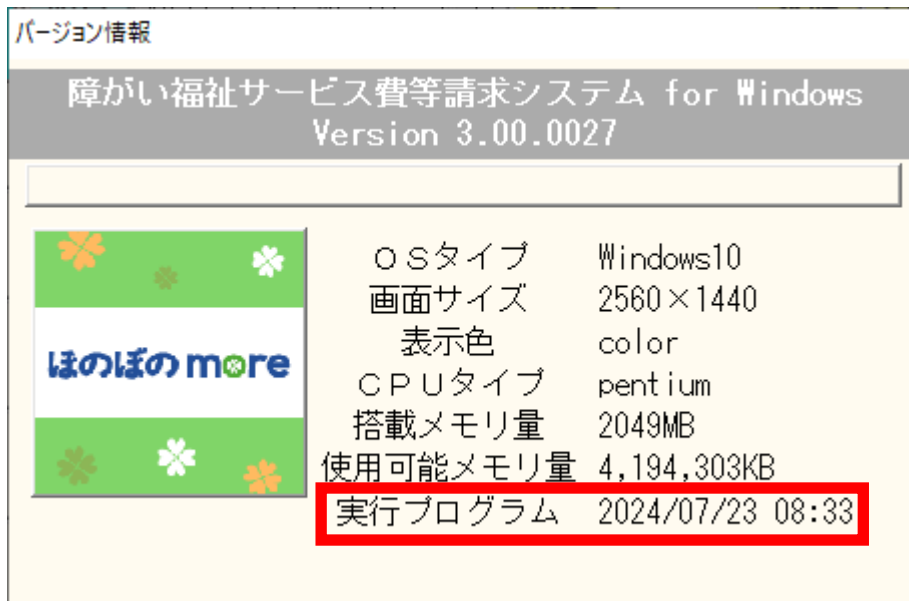 バージョン情報
障がい福祉サービス費等請求システム for Windows
Version 3.00.0027
ほのぼのmore
ＯＳタイプ Windows10
画面サイズ 2560×1440
表示色 color
ＣＰＵタイプ pentium
搭載メモリ量 2049MB
使用可能メモリ量 4,194,303KB
実行プログラム 2024/07/23 08:33